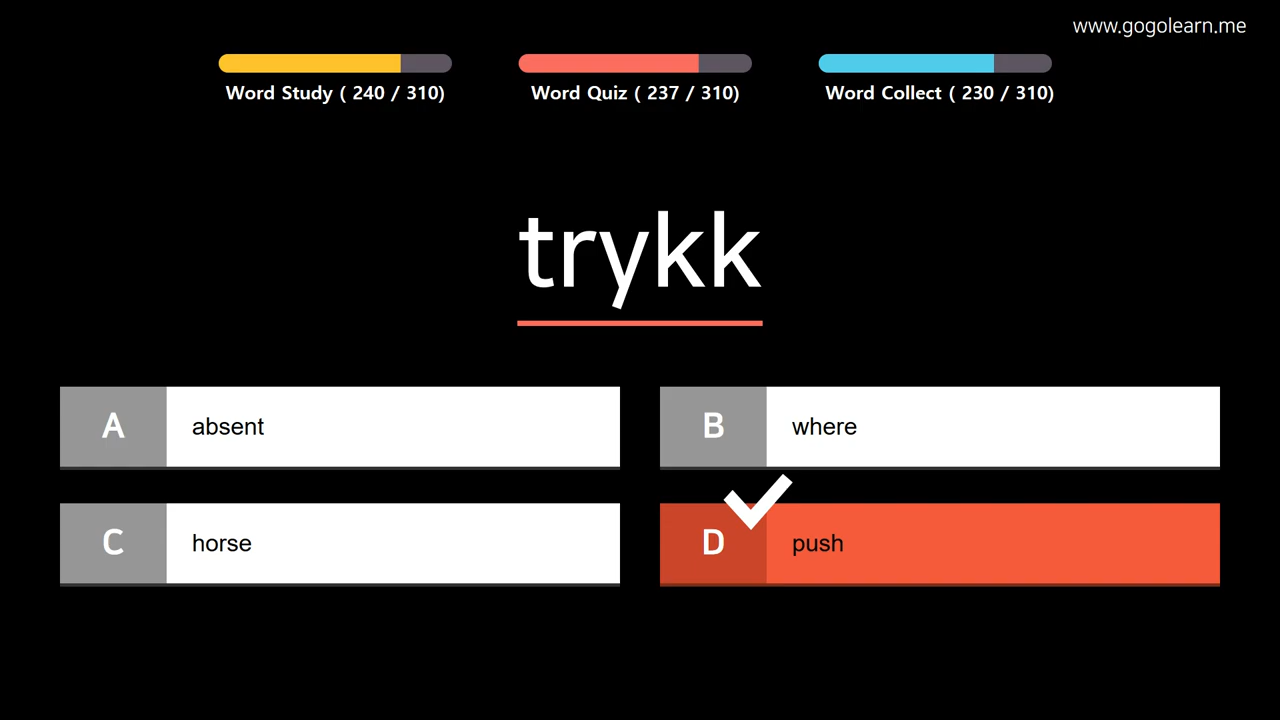 www.gogolearn.me
Word Study ( 240 / 310)
Word Quiz ( 237 / 310)
Word Collect ( 230 / 310)
trykk
A absent
B where
C horse
D push